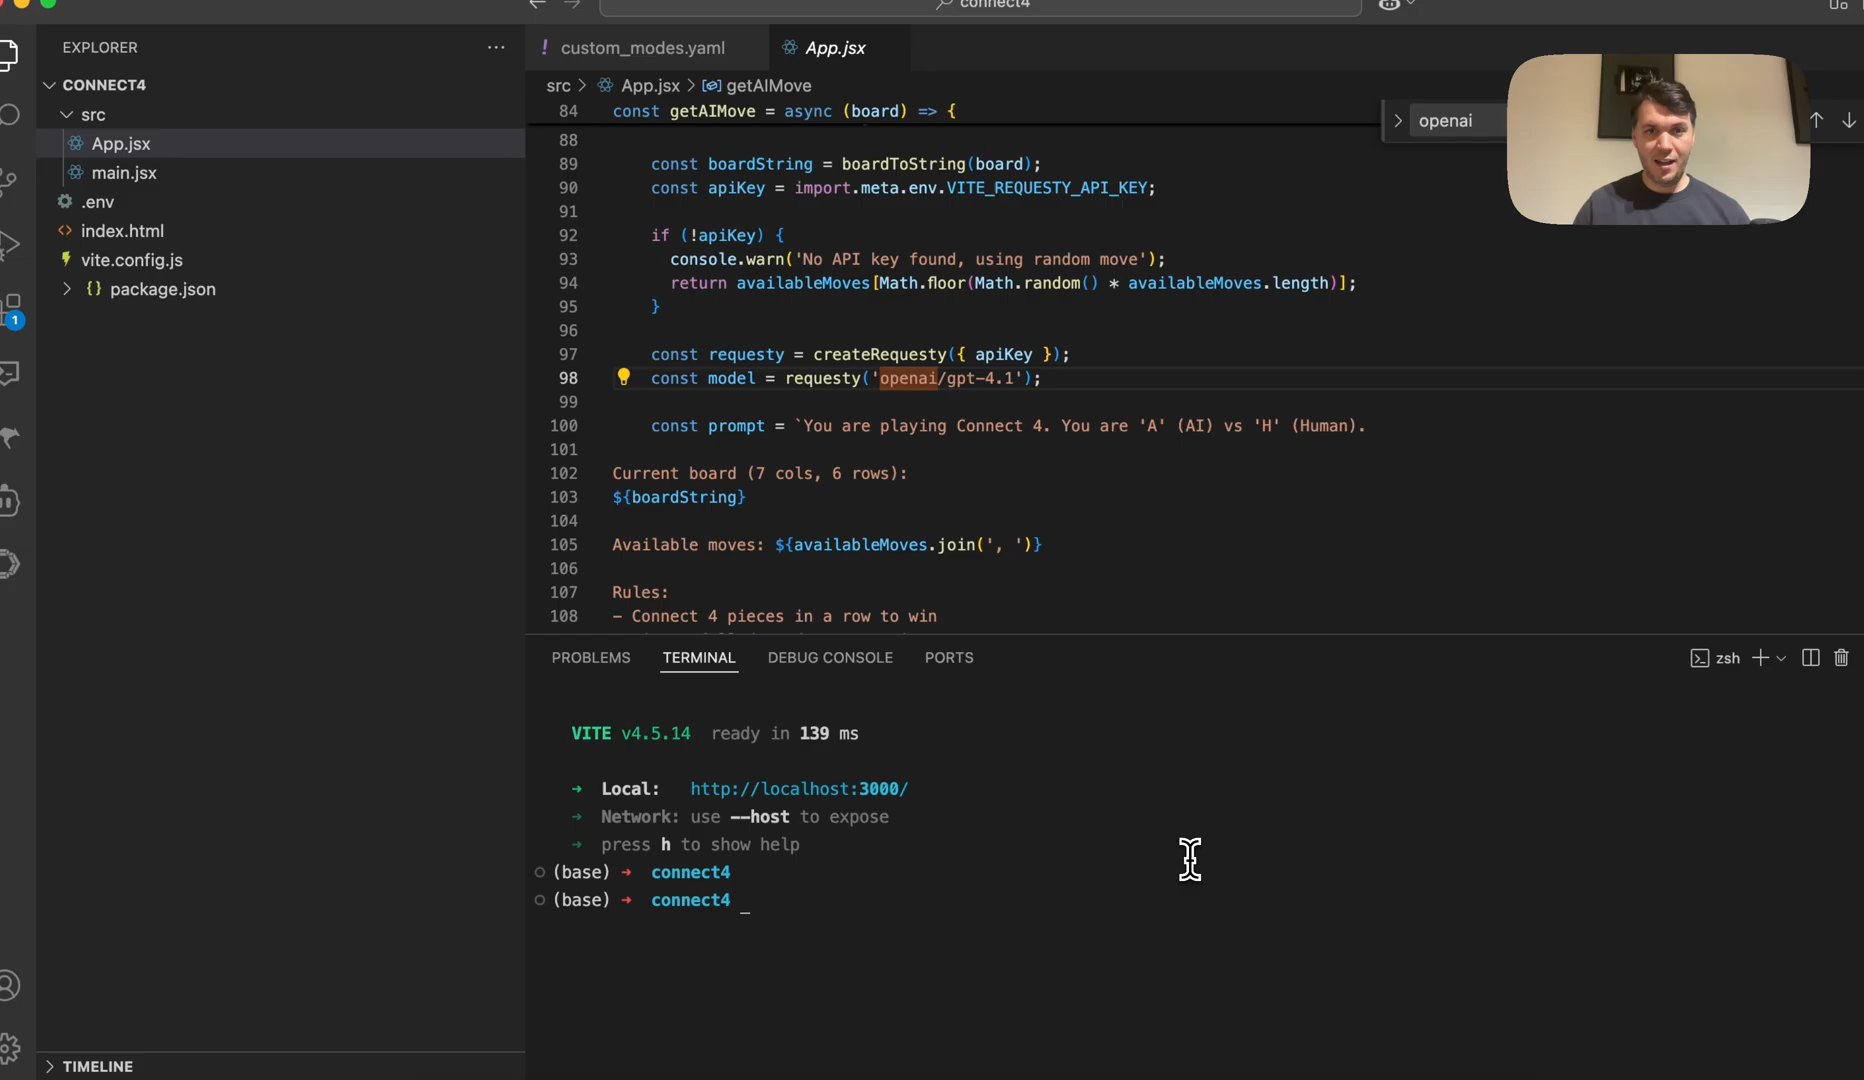 connect4
EXPLORER
CONNECT4
src
App.jsx
main.jsx
.env
index.html
vite.config.js
{} package.json
1
TIMELINE
! custom_modes.yaml
App.jsx
src > App.jsx > getAIMove
openai
84 const getAIMove = async (board) => {
88
89 const boardString = boardToString(board);
90 const apiKey = import.meta.env.VITE_REQUESTY_API_KEY;
91
92 if (!apiKey) {
93 console.warn('No API key found, using random move');
94 return availableMoves[Math.floor(Math.random() * availableMoves.length)];
95 }
96
97 const requesty = createRequesty({ apiKey });
98 const model = requesty('openai/gpt-4.1');
99
100 const prompt = `You are playing Connect 4. You are 'A' (AI) vs 'H' (Human).
101
102 Current board (7 cols, 6 rows):
103 ${boardString}
104
105 Available moves: ${availableMoves.join(', ')}
106
107 Rules:
108 - Connect 4 pieces in a row to win
PROBLEMS TERMINAL DEBUG CONSOLE PORTS
zsh
VITE v4.5.14 ready in 139 ms
➜ Local: http://localhost:3000/
➜ Network: use --host to expose
➜ press h to show help
(base) ➜ connect4
(base) ➜ connect4 _